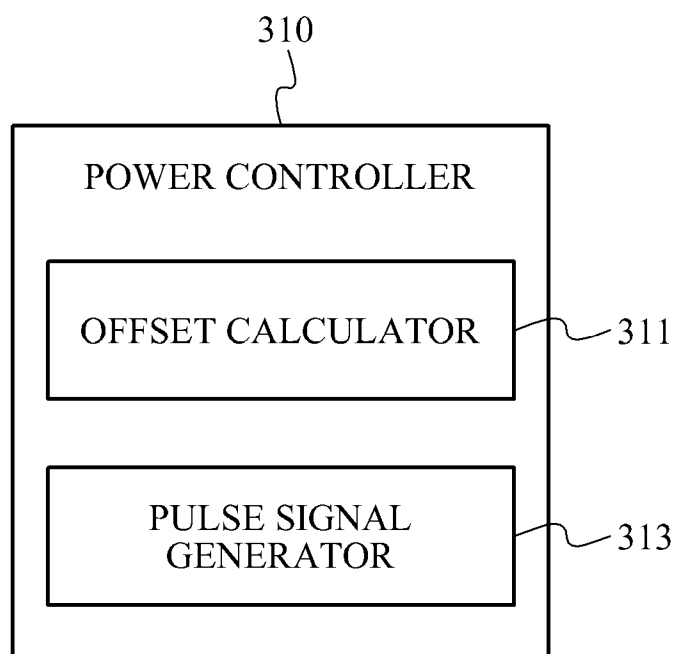 310
POWER CONTROLLER
OFFSET CALCULATOR
311
PULSE SIGNAL
GENERATOR
313